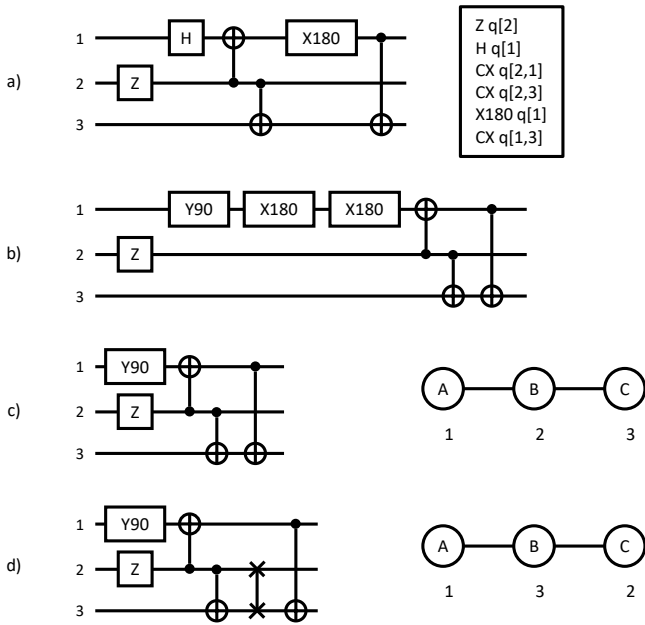 a)
1
H
X180
2
Z
3
Z q[2]
H q[1]
CX q[2,1]
CX q[2,3]
X180 q[1]
CX q[1,3]
b)
1
Y90
X180
X180
2
Z
3
c)
1
Y90
2
Z
3
A
B
C
1
2
3
d)
1
Y90
2
Z
3
A
B
C
1
3
2